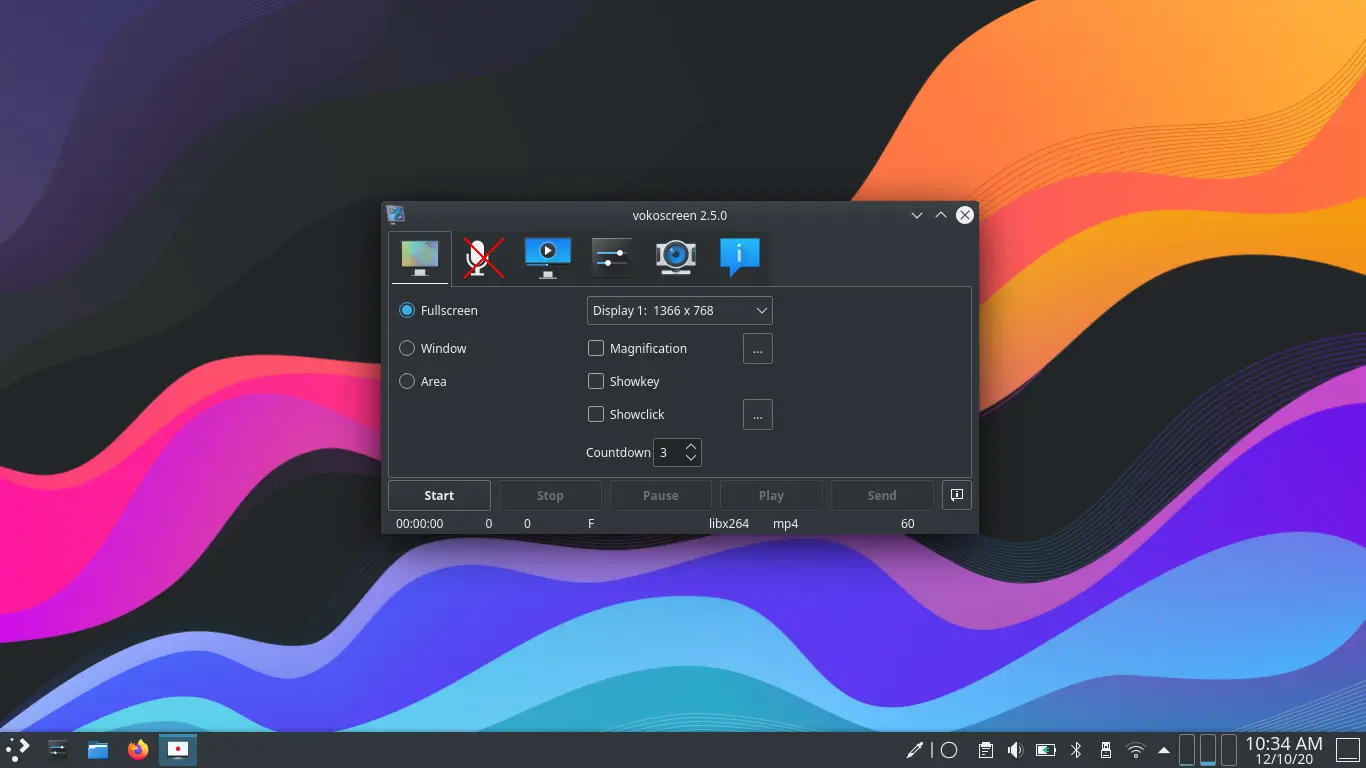 vokoscreen 2.5.0
Fullscreen Display 1: 1366 x 768
Window Magnification ...
Area Showkey
Showclick ...
Countdown 3
Start Stop Pause Play Send
00:00:00 0 0 F libx264 mp4 60
10:34 AM
12/10/20